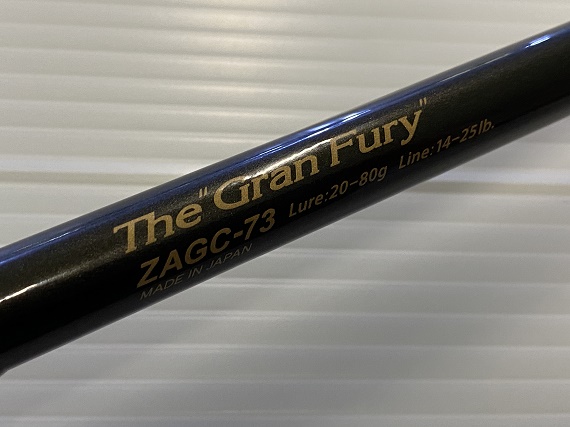 The "Gran Fury"
ZAGC-73 Lure:20-80g Line:14-25lb.
MADE IN JAPAN